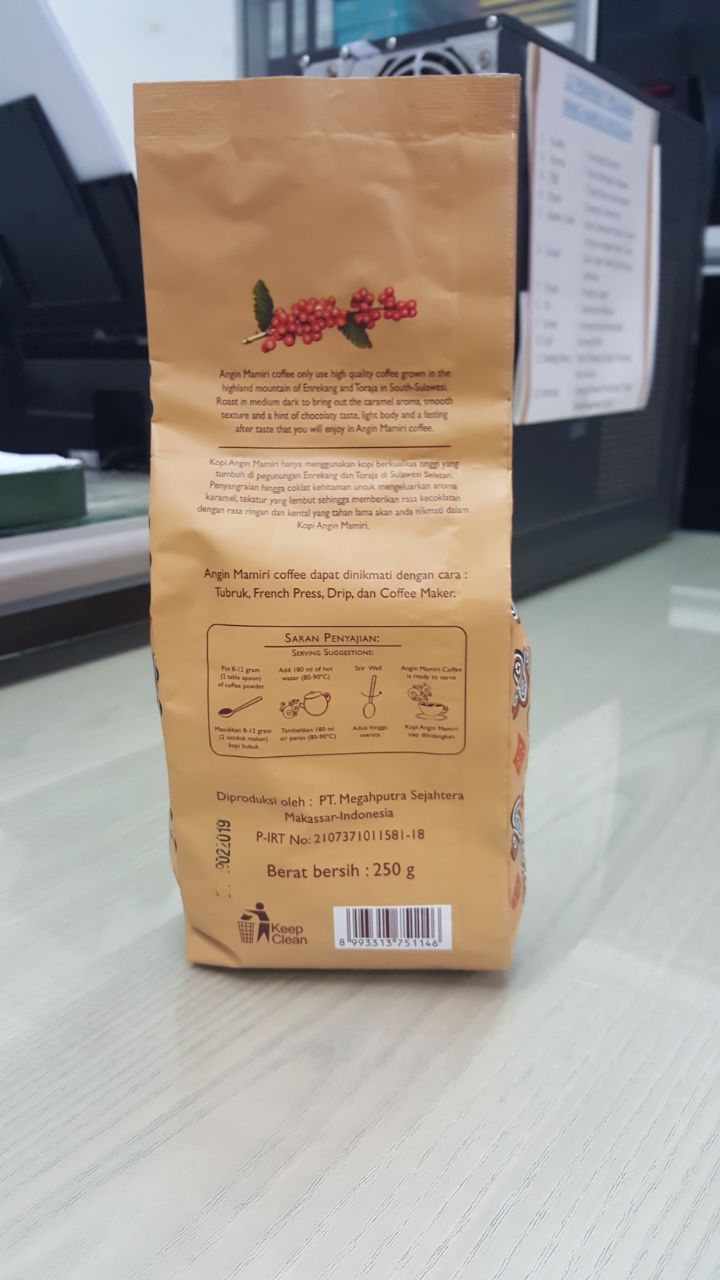 Angin Mamiri coffee only use high quality coffee grown in the
highland mountain of Enrekang and Toraja in South-Sulawesi.
Roast in medium dark to bring out the caramel aroma, smooth
texture and a hint of chocolaty taste, light body and a lasting
after taste that you will enjoy in Angin Mamiri coffee.
Kopi Angin Mamiri hanya menggunakan kopi berkualitas tinggi yang
tumbuh di pegunungan Enrekang dan Toraja di Sulawesi Selatan.
Penyangraian hingga coklat kehitaman untuk mengeluarkan aroma
karamel, tekstur yang lembut sehingga memberikan rasa kecoklatan
dengan rasa ringan dan kental yang tahan lama akan anda nikmati dalam
Kopi Angin Mamiri.
Angin Mamiri coffee dapat dinikmati dengan cara :
Tubruk, French Press, Drip, dan Coffee Maker.
SARAN PENYAJIAN:
SERVING SUGGESTIONS:
Put 8-12 gram
(2 table spoon)
of coffee powder
Add 180 ml of hot
water (80-90°C)
Stir Well
Angin Mamiri Coffee
is ready to serve
Masukkan 8-12 gram
(2 sendok makan)
kopi bubuk
Tambahkan 180 ml
air panas (80-90°C)
Aduk hingga
merata
Kopi Angin Mamiri
siap dihidangkan
Diproduksi oleh : PT. Megahputra Sejahtera
Makassar-Indonesia
P-IRT No: 2107371011581-18
9022019
Berat bersih : 250 g
Keep
Clean
8 993313 751146